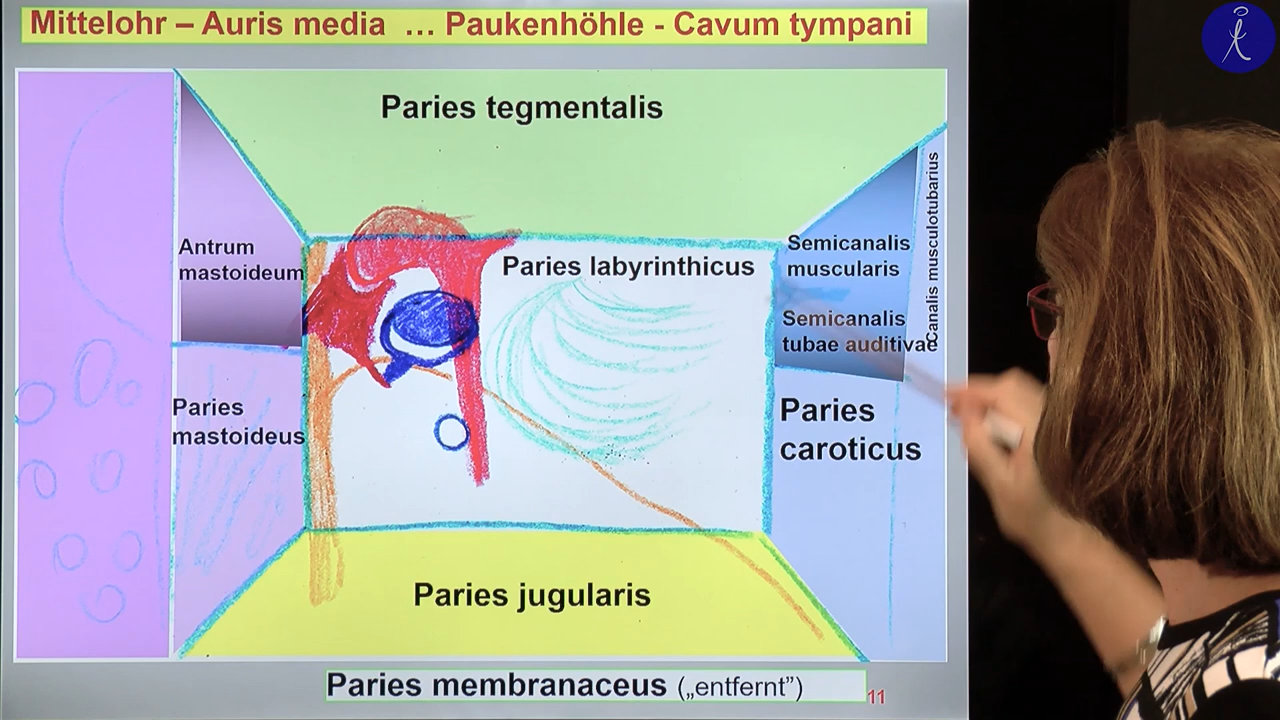 Mittelohr – Auris media … Paukenhöhle - Cavum tympani
Paries tegmentalis
Antrum
mastoideum
Paries labyrinthicus
Semicanalis
muscularis
Semicanalis
tubae auditivae
Canalis musculotubarius
Paries
mastoideus
Paries
caroticus
Paries jugularis
Paries membranaceus („entfernt”)
11